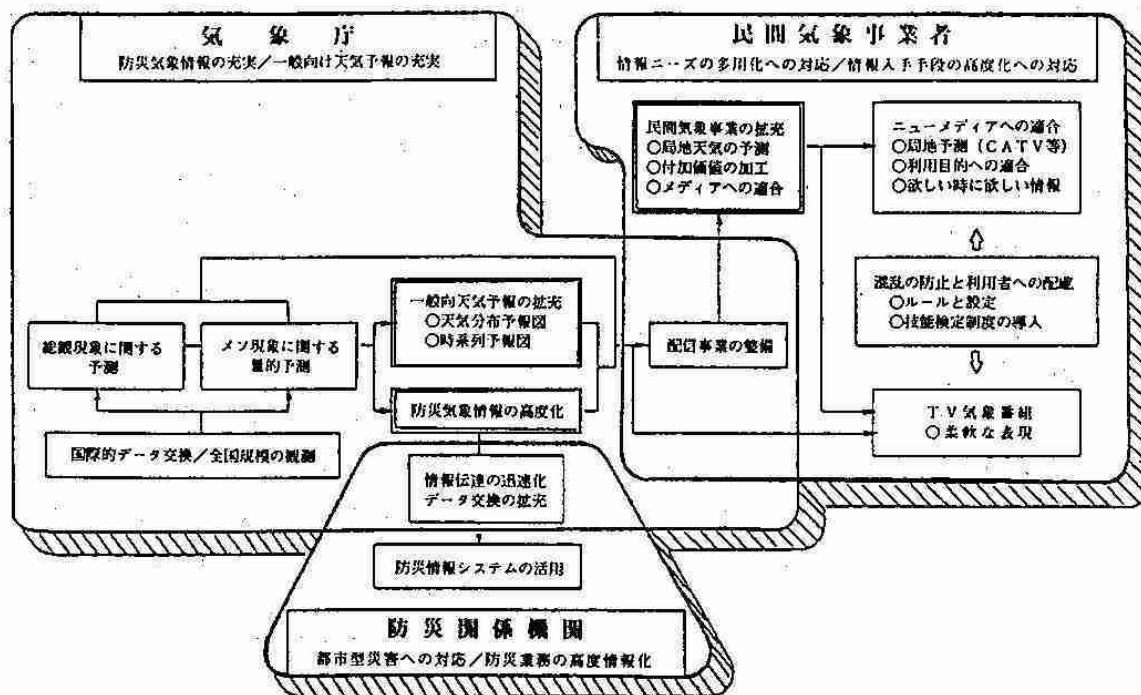 気象庁
防災気象情報の充実/一般向け天気予報の充実
民間気象事業者
情報ニーズの多用化への対応/情報入手手段の高度化への対応
民間気象事業の拡充
○局地天気の予測
○付加価値の加工
○メディアへの適合
ニューメディアへの適合
○局地予測(CATV等)
○利用目的への適合
○欲しい時に欲しい情報
混乱の防止と利用者への配慮
○ルールと設定
○技能検定制度の導入
一般向天気予報の拡充
○天気分布予報図
○時系列予報図
総観現象に関する
予測
メソ現象に関する
量的予測
配信事業の整備
防災気象情報の高度化
TV気象番組
○柔軟な表現
国際的データ交換/全国規模の観測
情報伝達の迅速化
データ交換の拡充
防災情報システムの活用
防災関係機関
都市型災害への対応/防災業務の高度情報化